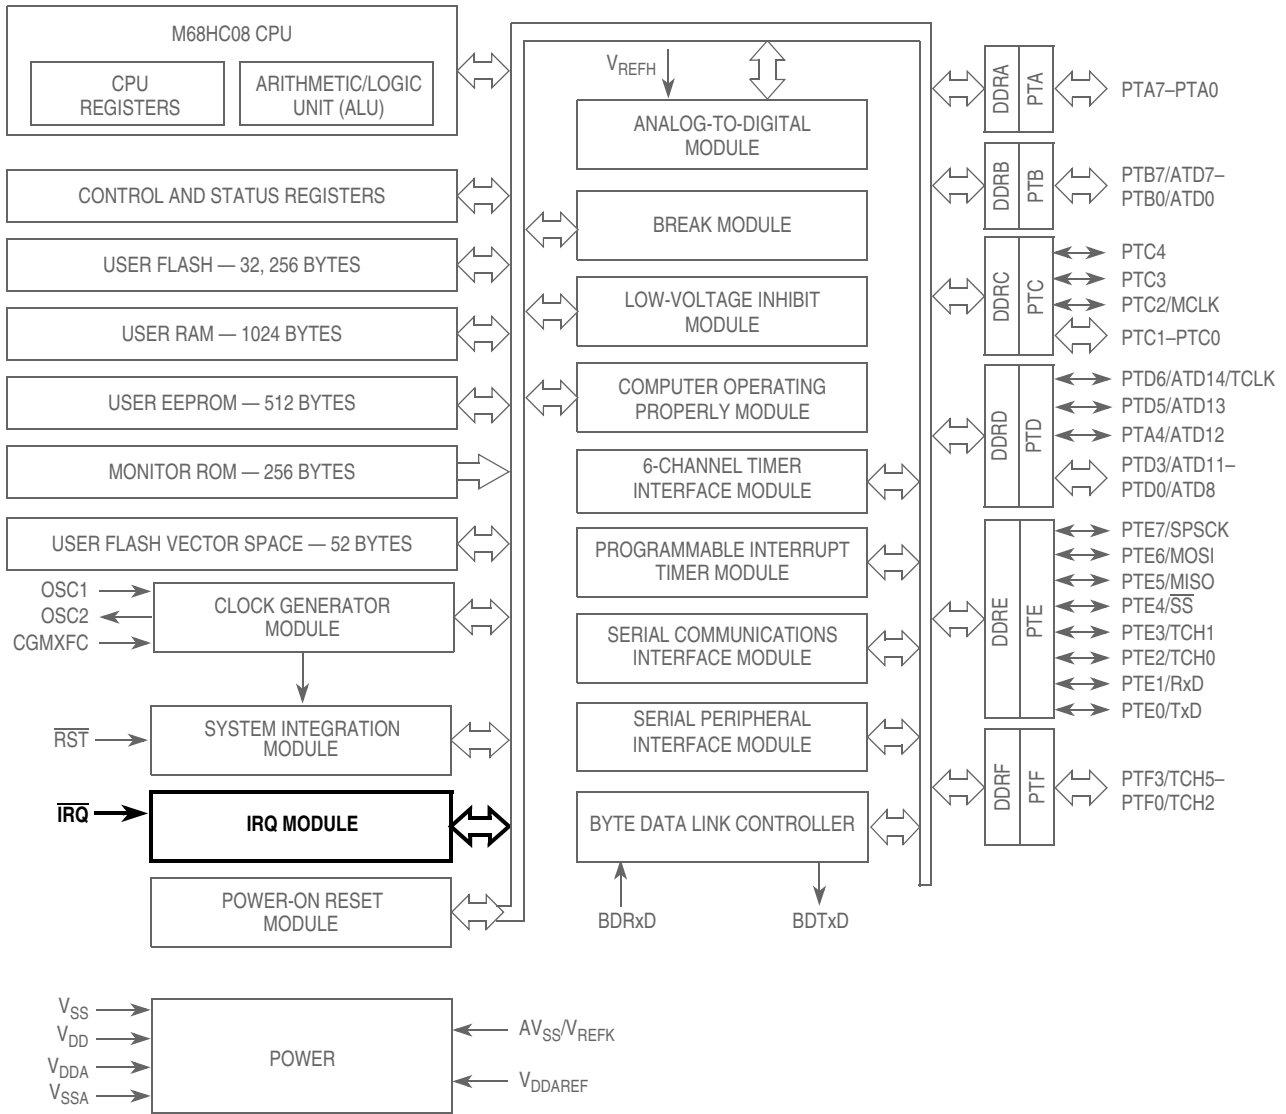 M68HC08 CPU
CPU
REGISTERS
ARITHMETIC/LOGIC
UNIT (ALU)
CONTROL AND STATUS REGISTERS
USER FLASH — 32, 256 BYTES
USER RAM — 1024 BYTES
USER EEPROM — 512 BYTES
MONITOR ROM — 256 BYTES
USER FLASH VECTOR SPACE — 52 BYTES
OSC1
OSC2
CGMXFC
CLOCK GENERATOR
MODULE
RST
SYSTEM INTEGRATION
MODULE
IRQ
IRQ MODULE
POWER-ON RESET
MODULE
VSS
VDD
VDDA
VSSA
POWER
AVSS/VREFK
VDDAREF
VREFH
ANALOG-TO-DIGITAL
MODULE
BREAK MODULE
LOW-VOLTAGE INHIBIT
MODULE
COMPUTER OPERATING
PROPERLY MODULE
6-CHANNEL TIMER
INTERFACE MODULE
PROGRAMMABLE INTERRUPT
TIMER MODULE
SERIAL COMMUNICATIONS
INTERFACE MODULE
SERIAL PERIPHERAL
INTERFACE MODULE
BYTE DATA LINK CONTROLLER
BDRxD
BDTxD
DDRA
PTA
PTA7–PTA0
DDRB
PTB
PTB7/ATD7–
PTB0/ATD0
DDRC
PTC
PTC4
PTC3
PTC2/MCLK
PTC1–PTC0
DDRD
PTD
PTD6/ATD14/TCLK
PTD5/ATD13
PTA4/ATD12
PTD3/ATD11–
PTD0/ATD8
DDRE
PTE
PTE7/SPSCK
PTE6/MOSI
PTE5/MISO
PTE4/SS
PTE3/TCH1
PTE2/TCH0
PTE1/RxD
PTE0/TxD
DDRF
PTF
PTF3/TCH5–
PTF0/TCH2